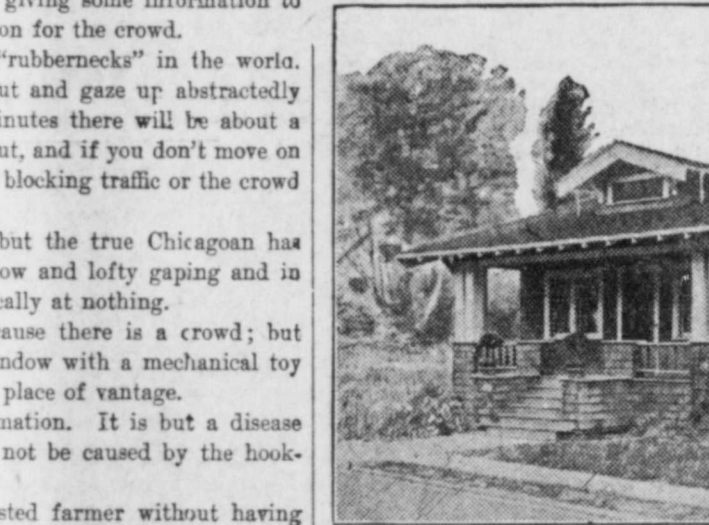 giving some information to
on for the crowd.
"rubbernecks" in the world.
ut and gaze up abstractedly
inutes there will be about a
ut, and if you don't move on
blocking traffic or the crowd
but the true Chicagoan has
ow and lofty gaping and in
cally at nothing.
ause there is a crowd; but
ndow with a mechanical toy
place of vantage.
mation. It is but a disease
not be caused by the hook-
sted farmer without having